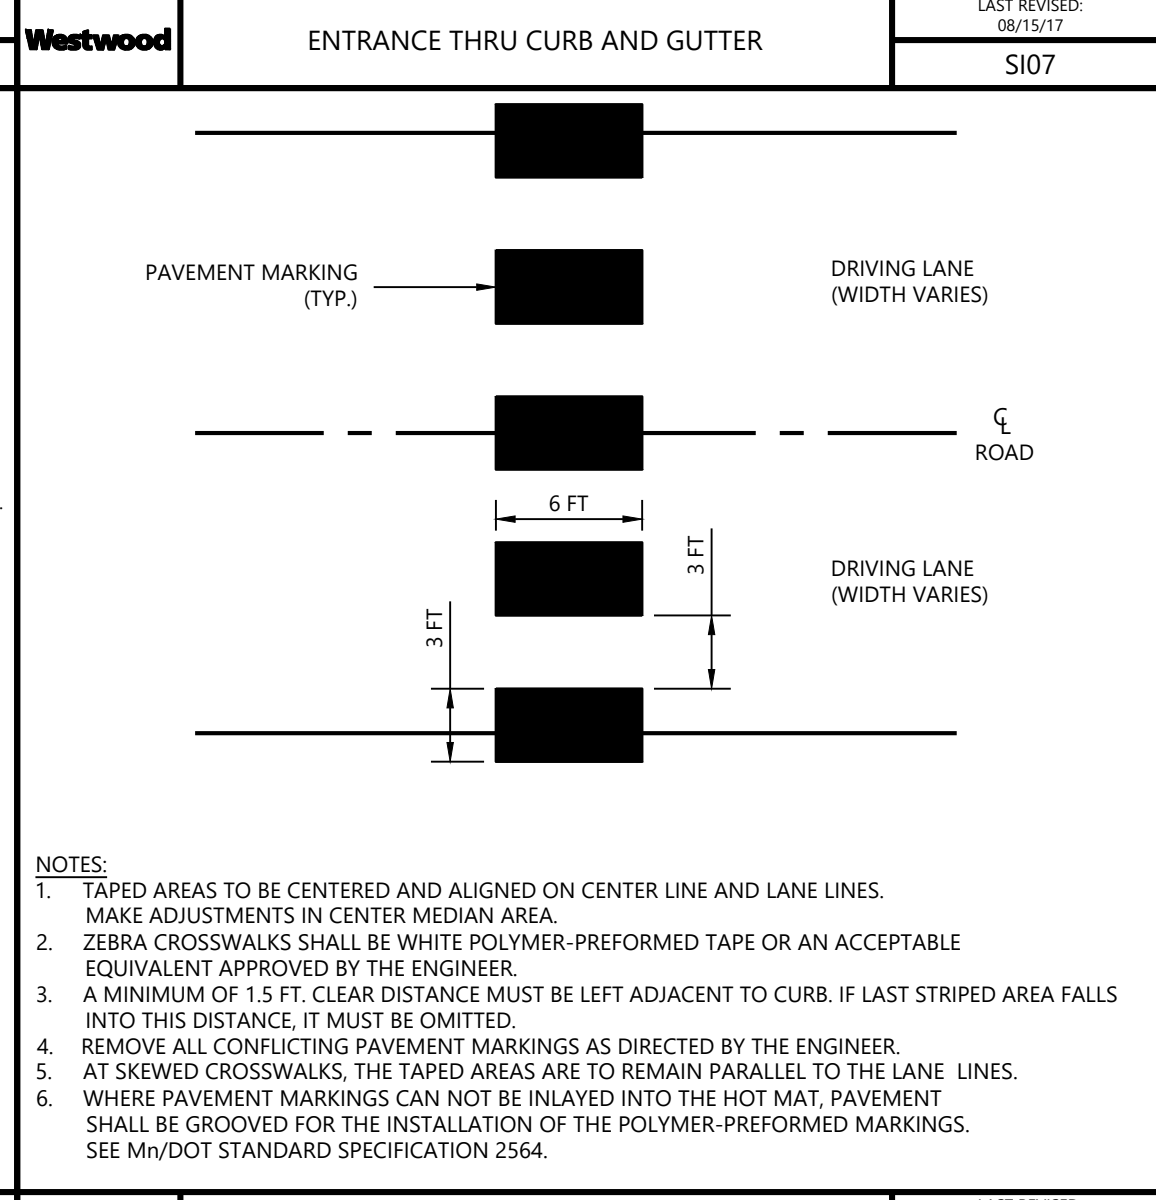 LAST REVISED:
08/15/17
Westwood
ENTRANCE THRU CURB AND GUTTER
SI07
PAVEMENT MARKING
(TYP.)
DRIVING LANE
(WIDTH VARIES)
℄
ROAD
6 FT
3 FT
DRIVING LANE
(WIDTH VARIES)
3 FT
NOTES:
1. TAPED AREAS TO BE CENTERED AND ALIGNED ON CENTER LINE AND LANE LINES.
MAKE ADJUSTMENTS IN CENTER MEDIAN AREA.
2. ZEBRA CROSSWALKS SHALL BE WHITE POLYMER-PREFORMED TAPE OR AN ACCEPTABLE
EQUIVALENT APPROVED BY THE ENGINEER.
3. A MINIMUM OF 1.5 FT. CLEAR DISTANCE MUST BE LEFT ADJACENT TO CURB. IF LAST STRIPED AREA FALLS
INTO THIS DISTANCE, IT MUST BE OMITTED.
4. REMOVE ALL CONFLICTING PAVEMENT MARKINGS AS DIRECTED BY THE ENGINEER.
5. AT SKEWED CROSSWALKS, THE TAPED AREAS ARE TO REMAIN PARALLEL TO THE LANE LINES.
6. WHERE PAVEMENT MARKINGS CAN NOT BE INLAYED INTO THE HOT MAT, PAVEMENT
SHALL BE GROOVED FOR THE INSTALLATION OF THE POLYMER-PREFORMED MARKINGS.
SEE Mn/DOT STANDARD SPECIFICATION 2564.